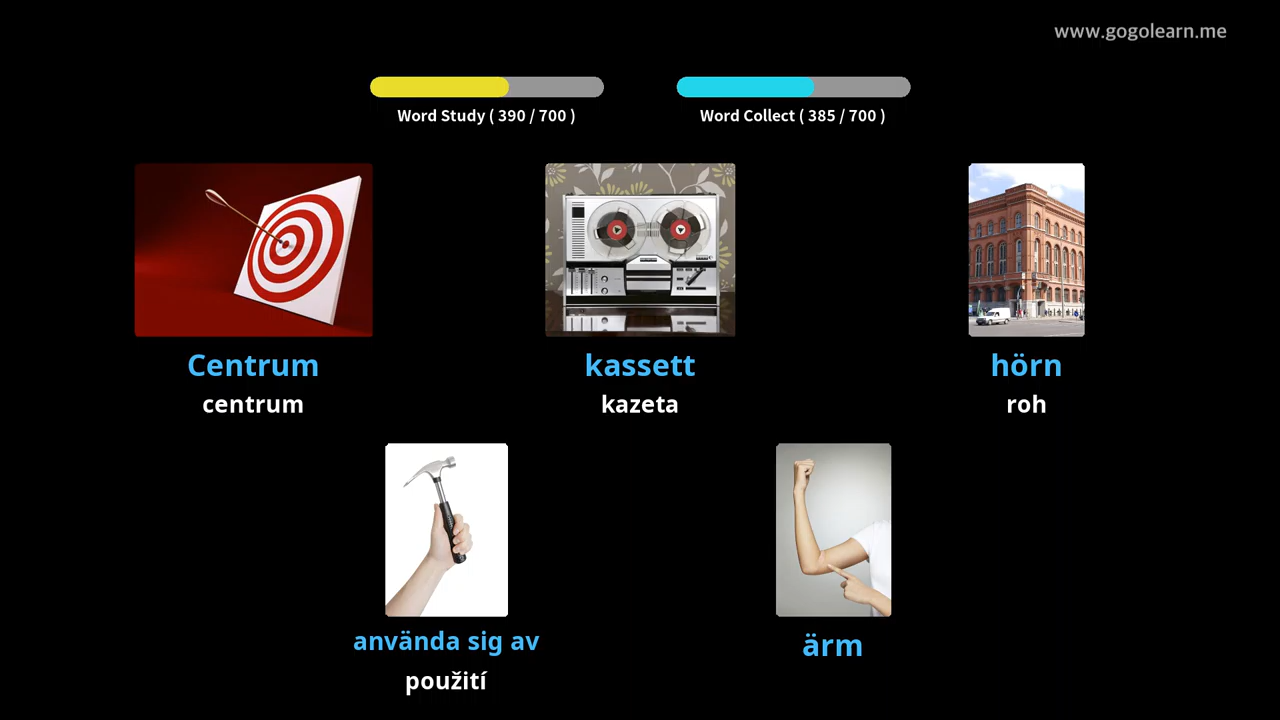 www.gogolearn.me
Word Study ( 390 / 700 )
Word Collect ( 385 / 700 )
Centrum
centrum
kassett
kazeta
hörn
roh
använda sig av
použití
ärm